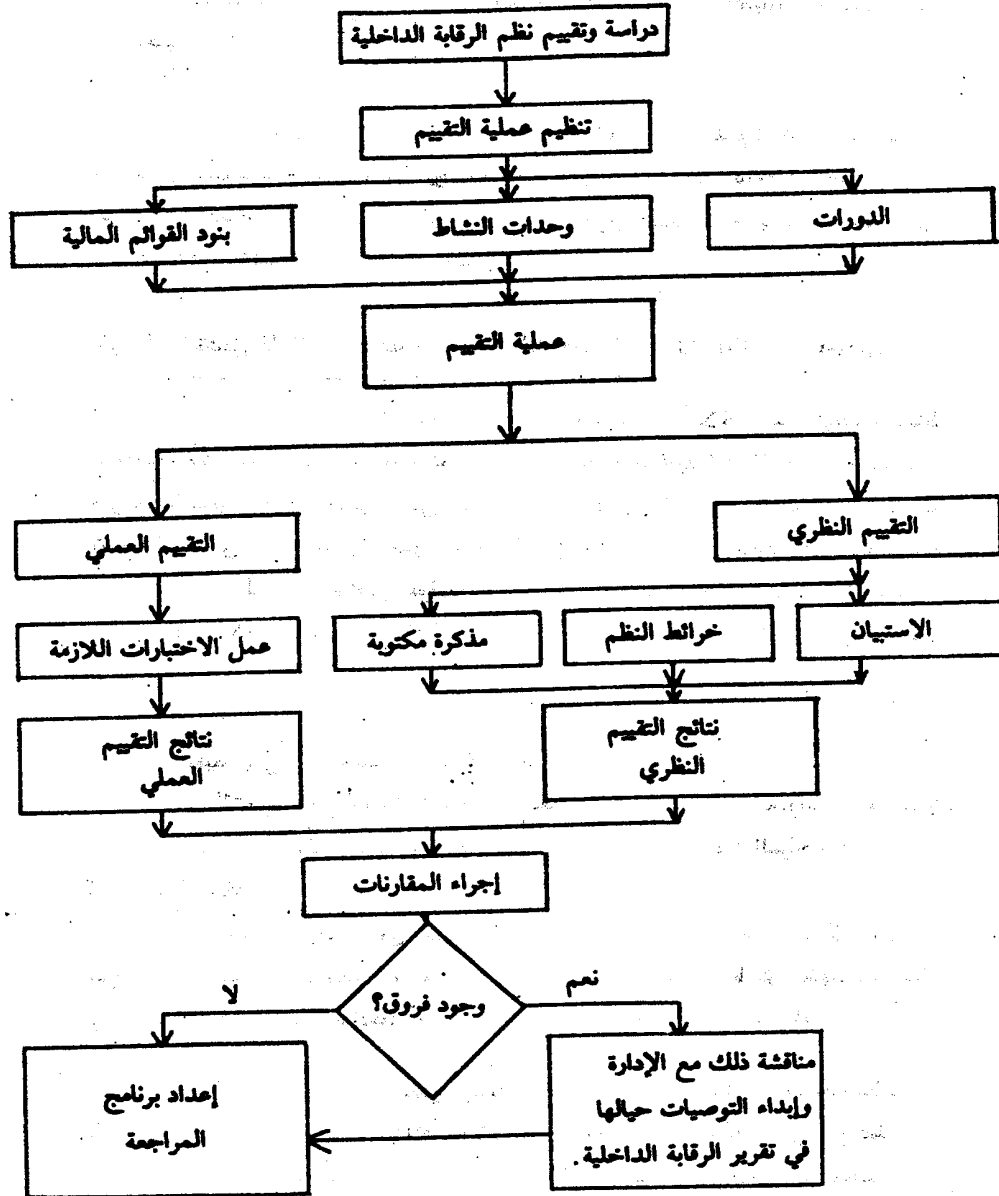 دراسة وتقييم نظم الرقابة الداخلية
تنظيم عملية التقييم
الدورات
وحدات النشاط
بنود القوائم المالية
عملية التقييم
التقييم النظري
التقييم العملي
الاستبيان
خرائط النظم
مذكرة مكتوبة
عمل الاختبارات اللازمة
نتائج التقييم
النظري
نتائج التقييم
العملي
إجراء المقارنات
وجود فروق؟
نعم
لا
مناقشة ذلك مع الإدارة
وإبداء التوصيات حيالها
في تقرير الرقابة الداخلية.
إعداد برنامج
المراجعة